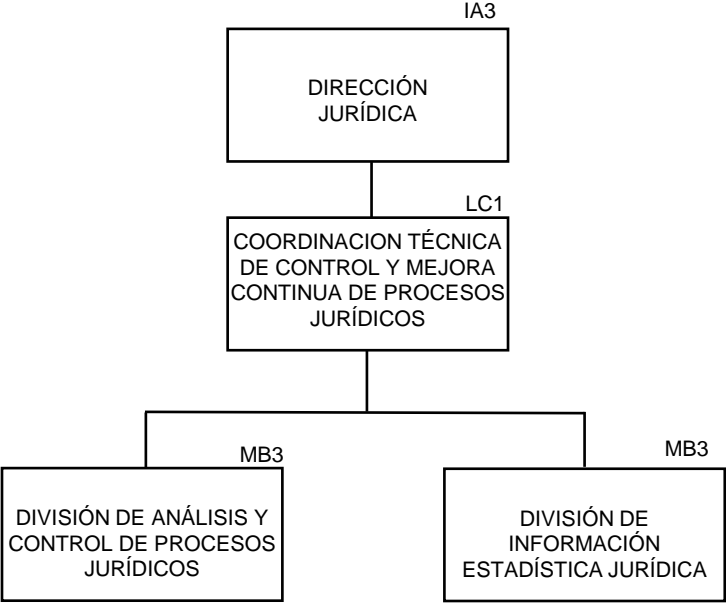 IA3
DIRECCIÓN
JURÍDICA
LC1
COORDINACION TÉCNICA
DE CONTROL Y MEJORA
CONTINUA DE PROCESOS
JURÍDICOS
MB3
DIVISIÓN DE ANÁLISIS Y
CONTROL DE PROCESOS
JURÍDICOS
MB3
DIVISIÓN DE
INFORMACIÓN
ESTADÍSTICA JURÍDICA